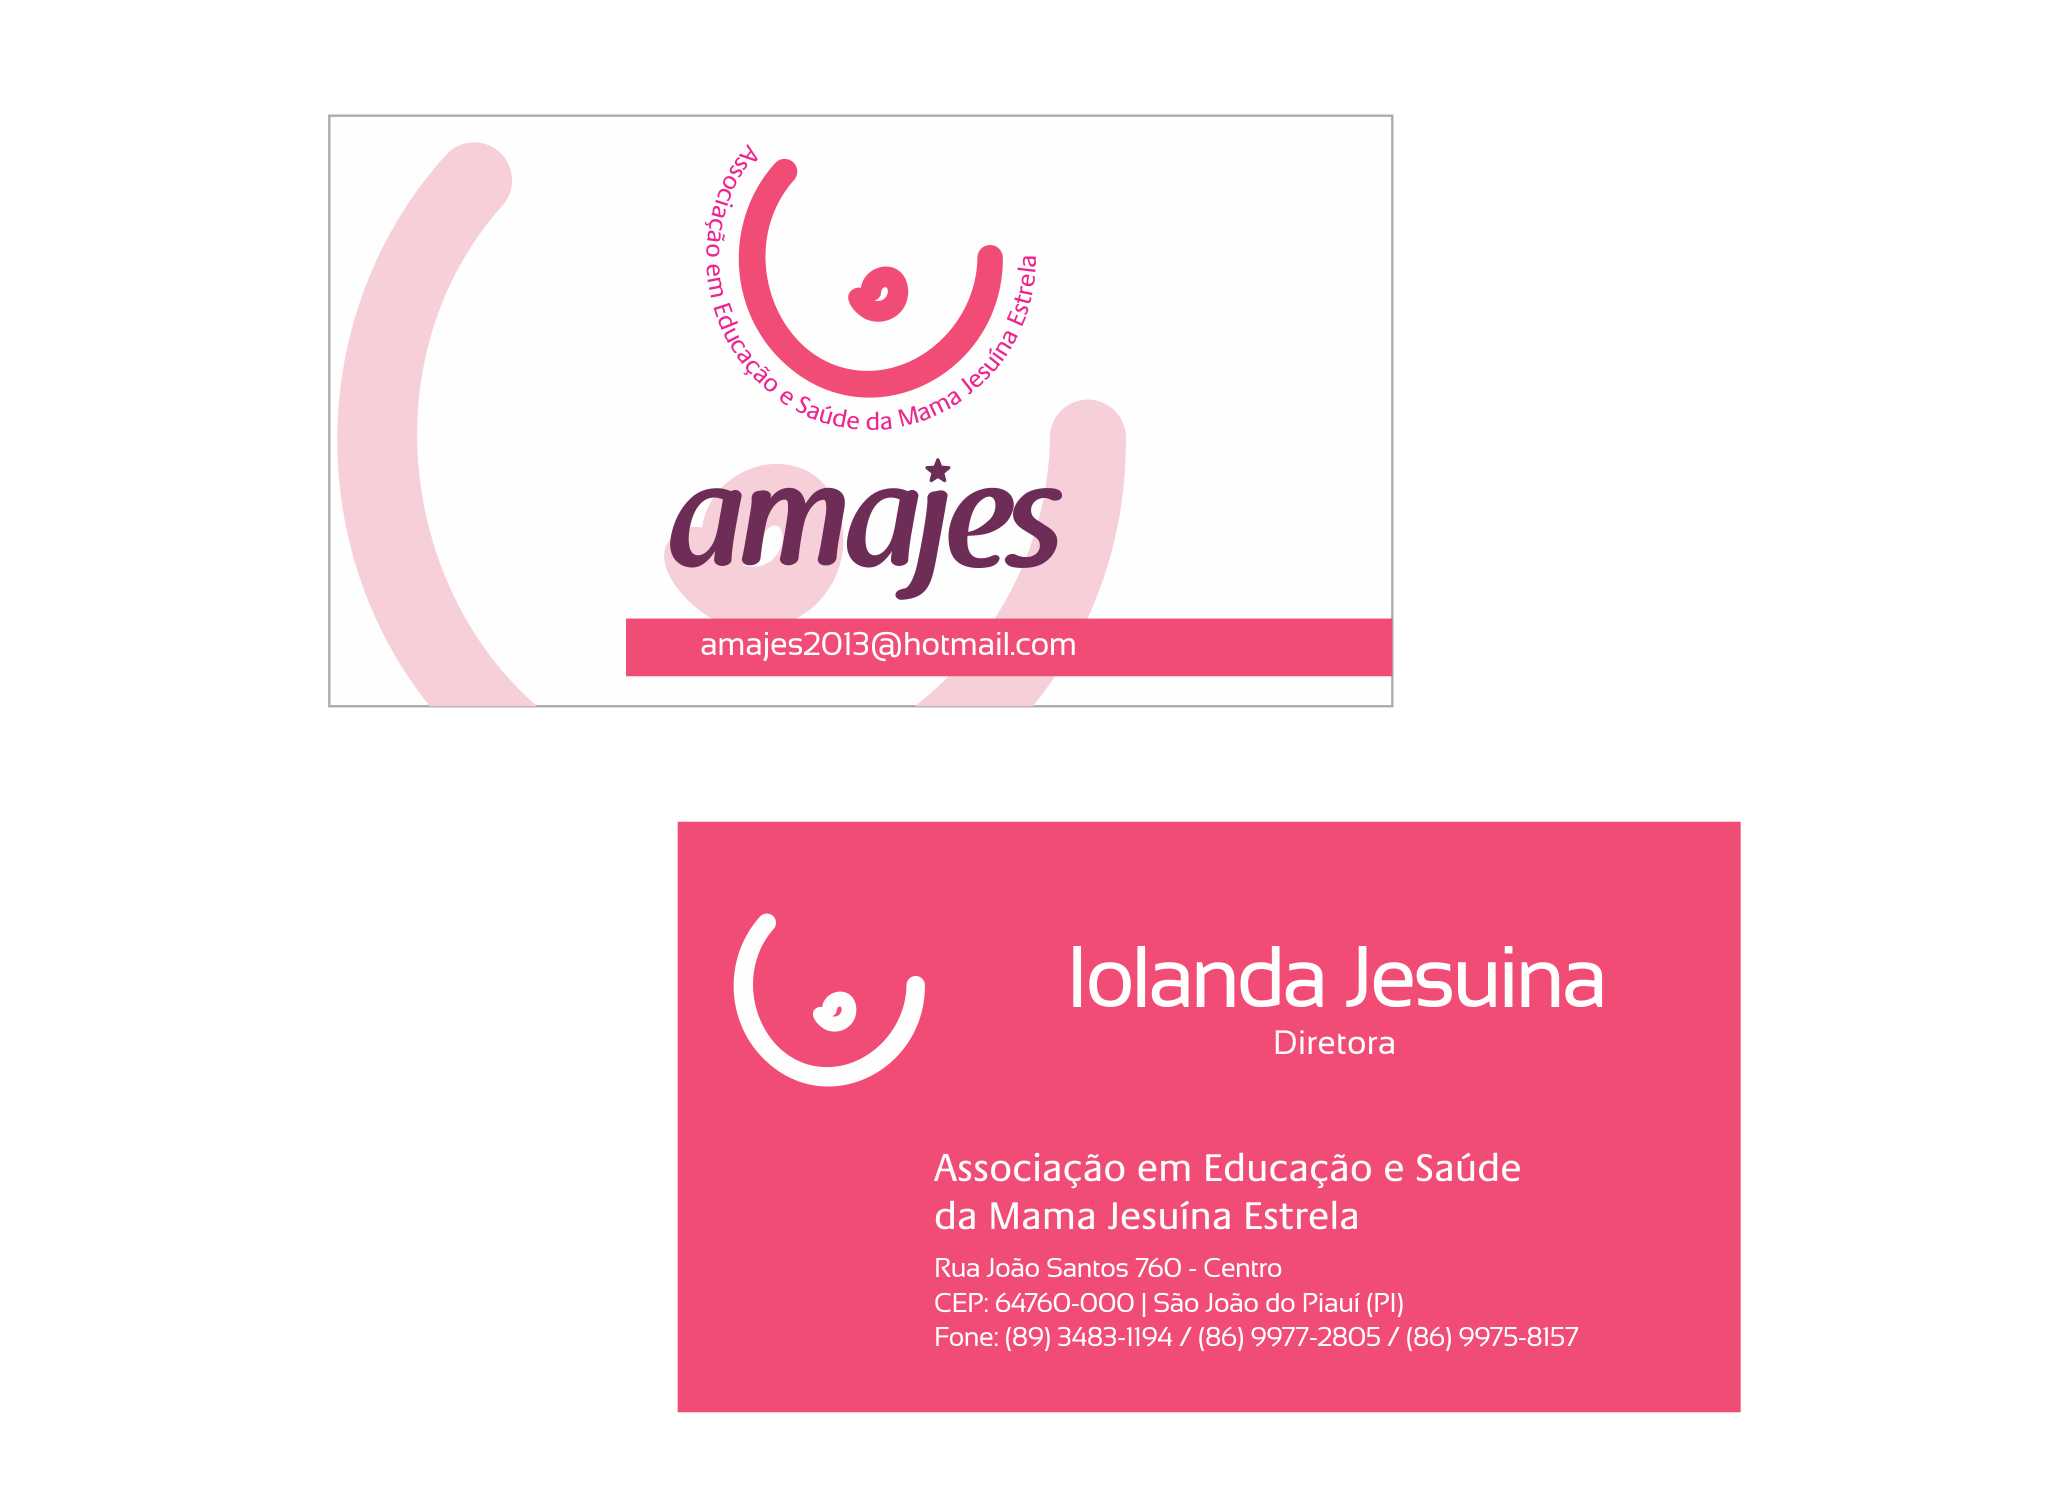 Associação em Educação e Saúde da Mama Jesuína Estrela
amajes
amajes2013@hotmail.com
Iolanda Jesuina
Diretora
Associação em Educação e Saúde
da Mama Jesuína Estrela
Rua João Santos 760 - Centro
CEP: 64760-000 | São João do Piauí (PI)
Fone: (89) 3483-1194 / (86) 9977-2805 / (86) 9975-8157